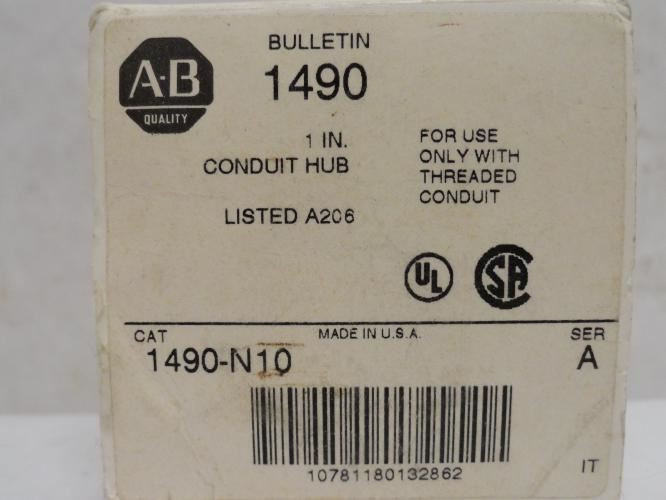 A-B
QUALITY
BULLETIN
1490
1 IN.
CONDUIT HUB
LISTED A206
FOR USE
ONLY WITH
THREADED
CONDUIT
UL
SA
CAT
MADE IN U.S.A.
SER
1490-N10
A
10781180132862
IT